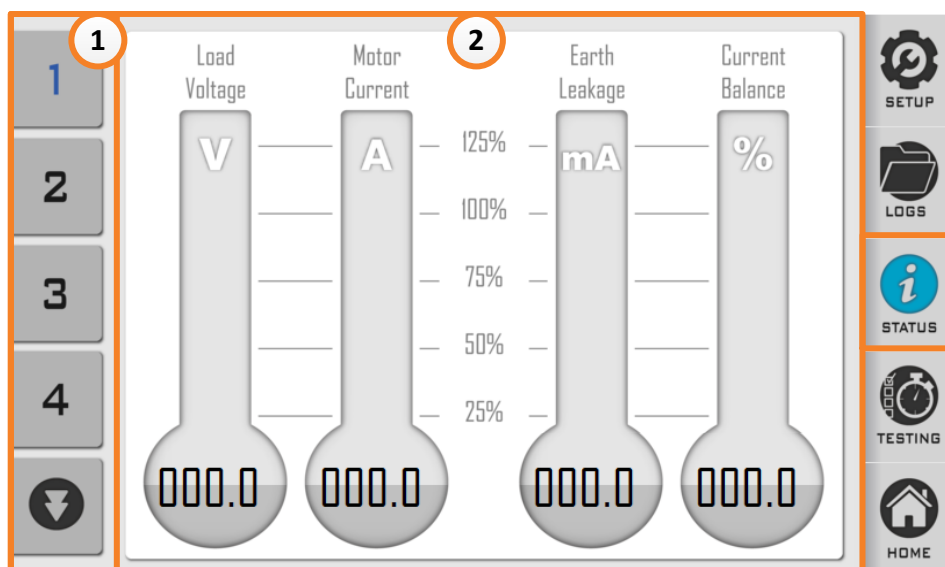 1
1
2
3
4
2
Load
Voltage
Motor
Current
Earth
Leakage
Current
Balance
V
A
mA
%
125%
100%
75%
50%
25%
000.0
000.0
000.0
000.0
SETUP
LOGS
i
STATUS
TESTING
HOME